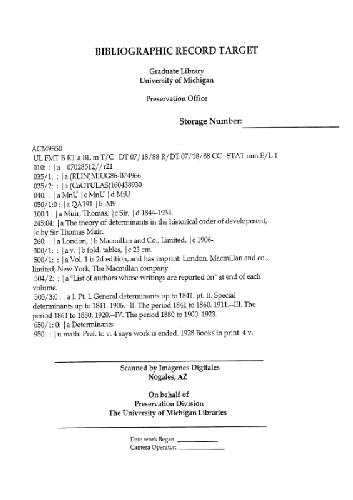 BIBLIOGRAPHIC RECORD TARGET
Graduate Library
University of Michigan
Preservation Office
Storage Number:
ACM9350
UL FMT B RT a BL m T/C DT 07/18/88 R/DT 07/18/88 CC STAT mm E/L 1
010: : |a 07028512//r21
035/1: : |a (RLIN)MIUG86-B74966
035/2: : |a (CaOTULAS)160438930
040: : |a MnU |c MnU |d MiU
050/1:0 : |a QA191 |b .M9
100:1 : |a Muir, Thomas, |c Sir, |d 1844-1934.
245:04: |a The theory of determinants in the historical order of development,
|c by Sir Thomas Muir.
260: : |a London, |b Macmillan and Co., Limited, |c 1906-
300/1: : |a v. |b fold. tables, |c 23 cm.
500/1: : |a Vol. 1 is 2d edition, and has imprint: London, Macmillan and co.,
limited; New York, The Macmillan company
504/2: : |a "List of authors whose writings are reported on" at end of each
volume.
505/3:0 : |a I. Pt. I. General determinants up to 1841. pt. II. Special
determinants up to 1841. 1906.--II. The period 1841 to 1860. 1911.--III. The
period 1861 to 1880. 1920.--IV. The period 1880 to 1900. 1923.
650/1: 0: |a Determinants
950: : |a math: Pref. to v. 4 says work is ended. 1928 Books in print: 4 v.
Scanned by Imagenes Digitales
Nogales, AZ
On behalf of
Preservation Division
The University of Michigan Libraries
Date work Began:
Camera Operator: